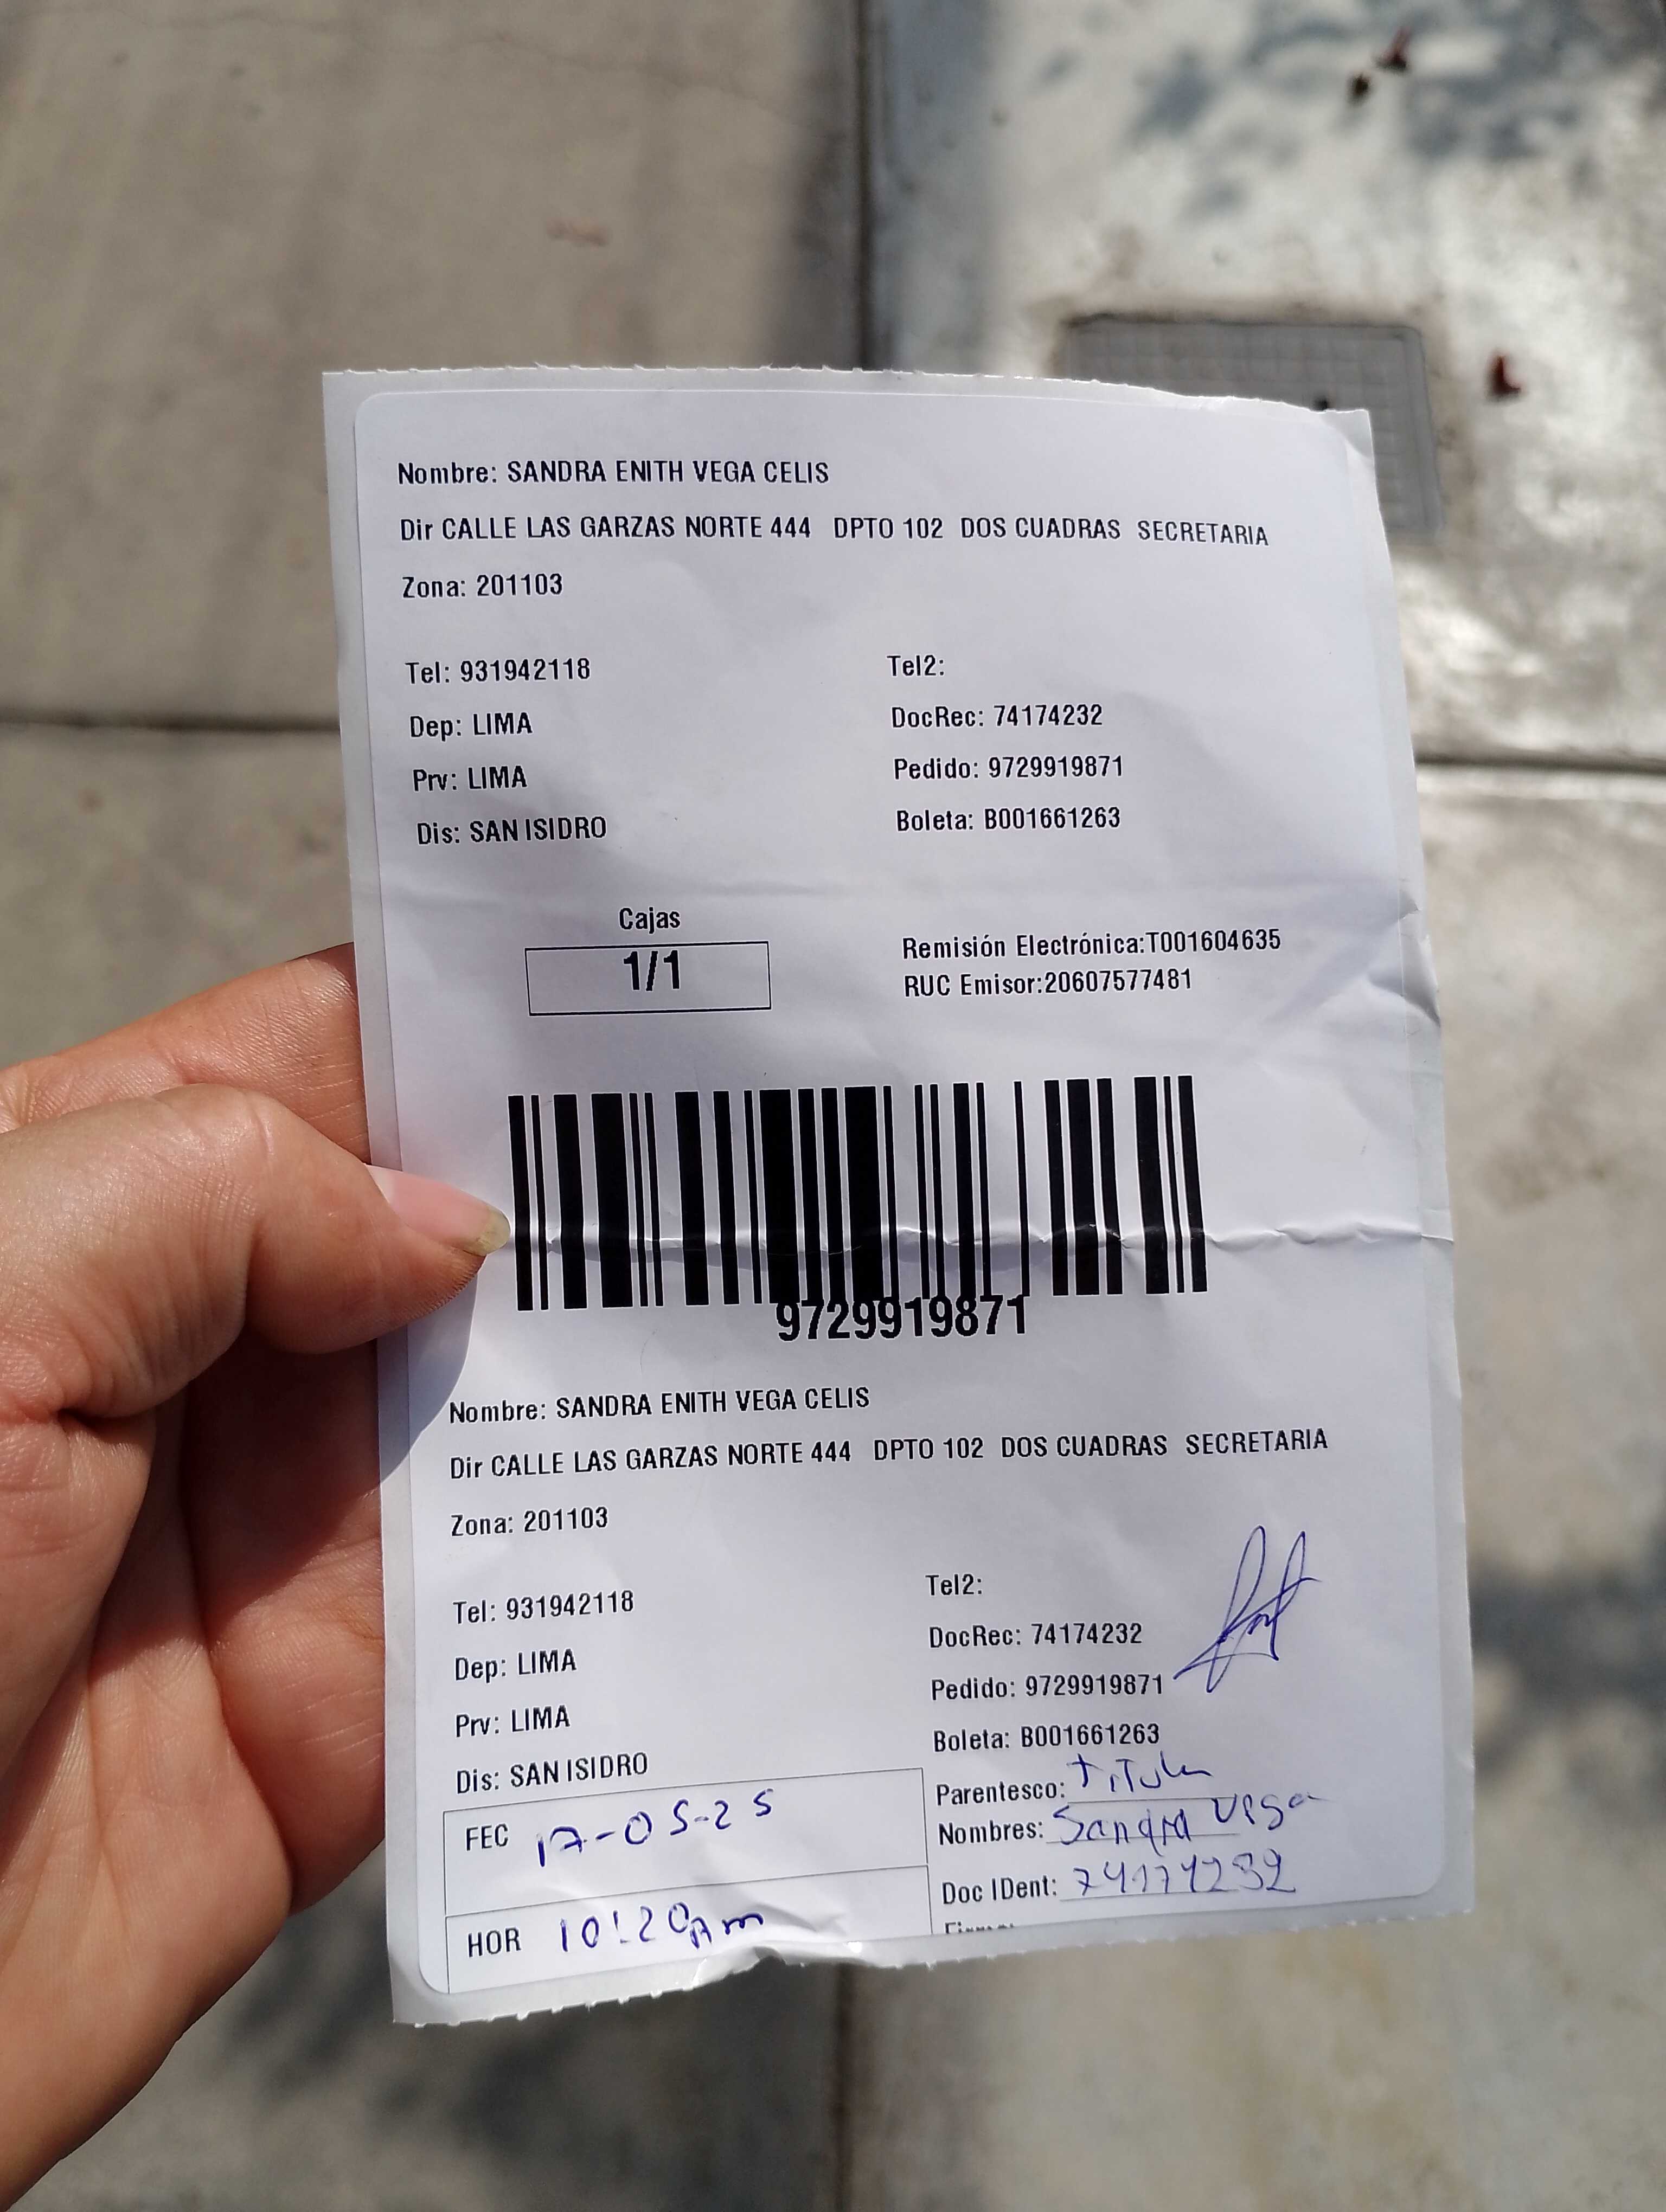 Nombre: SANDRA ENITH VEGA CELIS
Dir CALLE LAS GARZAS NORTE 444 DPTO 102 DOS CUADRAS SECRETARIA
Zona: 201103
Tel: 931942118
Tel2:
Dep: LIMA
DocRec: 74174232
Prv: LIMA
Pedido: 9729919871
Dis: SAN ISIDRO
Boleta: B001661263
Cajas
1/1
Remisión Electrónica:T001604635
RUC Emisor:20607577481
9729919871
Nombre: SANDRA ENITH VEGA CELIS
Dir CALLE LAS GARZAS NORTE 444 DPTO 102 DOS CUADRAS SECRETARIA
Zona: 201103
Tel: 931942118
Tel2:
Dep: LIMA
DocRec: 74174232
Prv: LIMA
Pedido: 9729919871
Dis: SAN ISIDRO
Boleta: B001661263
FEC 17-05-25
HOR 10:20Am
Parentesco: Titular
Nombres: Sandra Vega
Doc IDent: 74174232